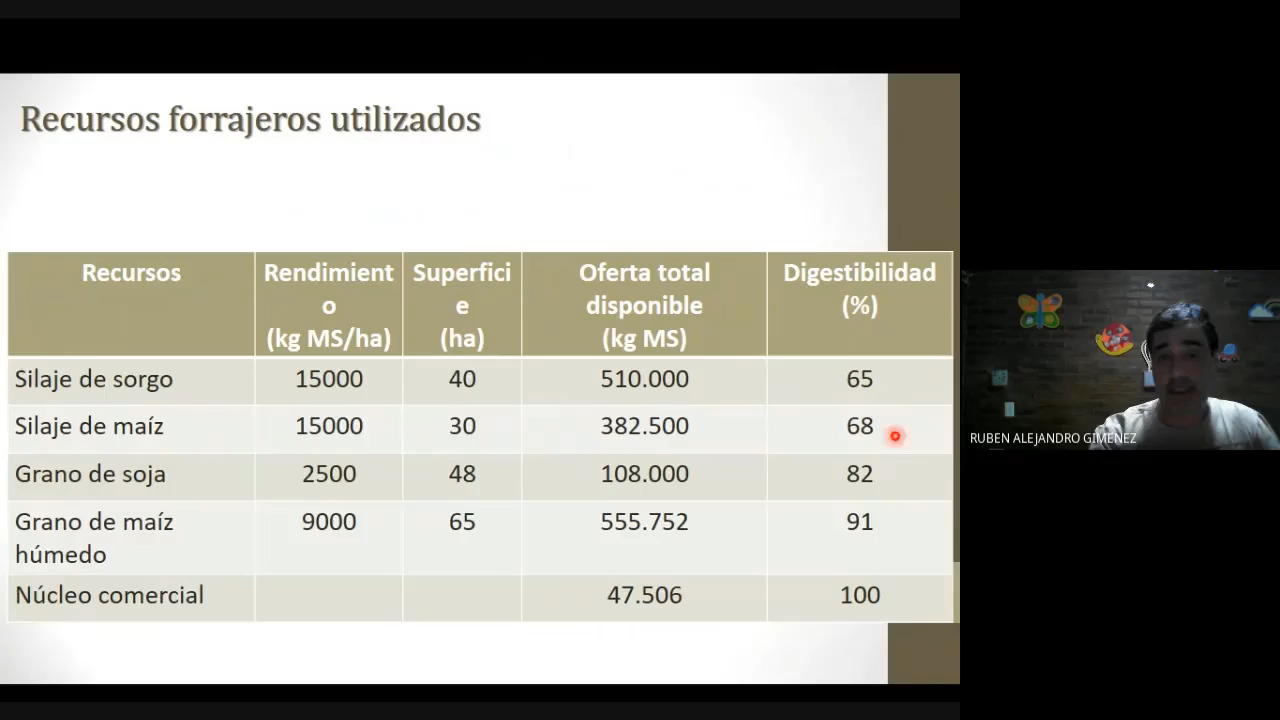 Recursos forrajeros utilizados
Recursos
Rendimient
o
(kg MS/ha)
Superfici
e
(ha)
Oferta total
disponible
(kg MS)
Digestibilidad
(%)
Silaje de sorgo 15000 40 510.000 65
Silaje de maíz 15000 30 382.500 68
Grano de soja 2500 48 108.000 82
Grano de maíz
húmedo
9000 65 555.752 91
Núcleo comercial 47.506 100
RUBEN ALEJANDRO GIMENEZ